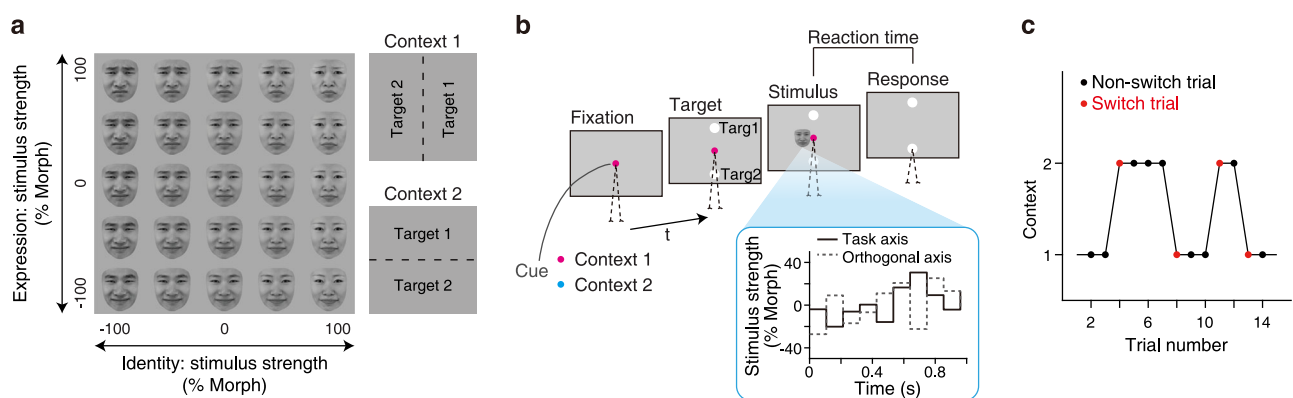 a
Expression: stimulus strength
(% Morph)
100
0
-100
-100
0
100
Identity: stimulus strength
(% Morph)
Context 1
Target 2
Target 1
Context 2
Target 1
Target 2
b
Reaction time
Response
Stimulus
Target
Fixation
Targ1
Targ2
t
Cue
Context 1
Context 2
Task axis
Orthogonal axis
Stimulus strength
(% Morph)
40
0
-40
0
0.4
0.8
Time (s)
c
Non-switch trial
Switch trial
Context
2
1
2
6
10
14
Trial number